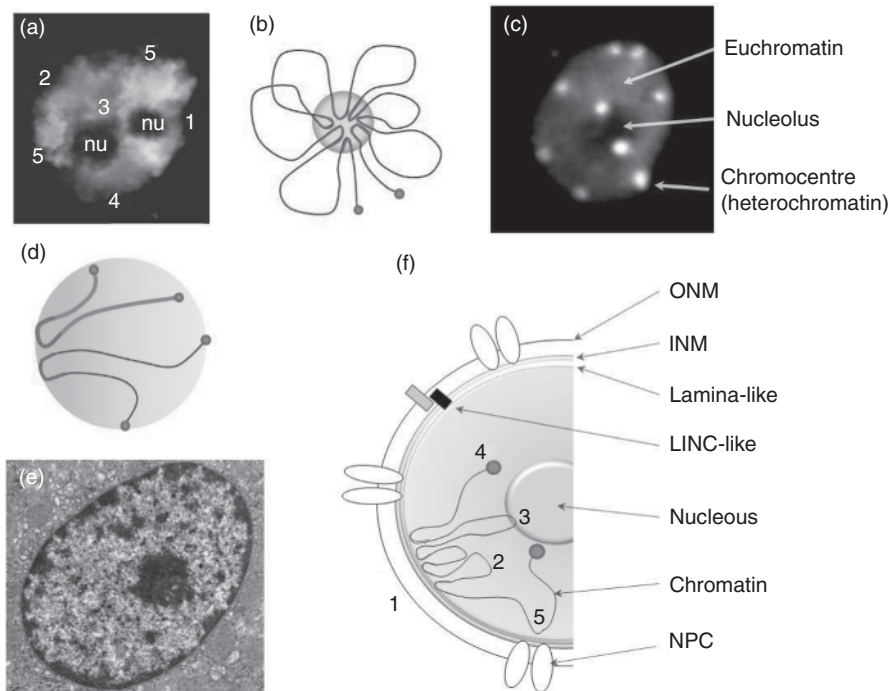 (a)
5
2
3
nu
nu
1
5
4
(b)
(c)
Euchromatin
Nucleolus
Chromocentre
(heterochromatin)
(d)
(e)
(f)
ONM
INM
Lamina-like
LINC-like
4
3
Nucleous
2
Chromatin
1
5
NPC